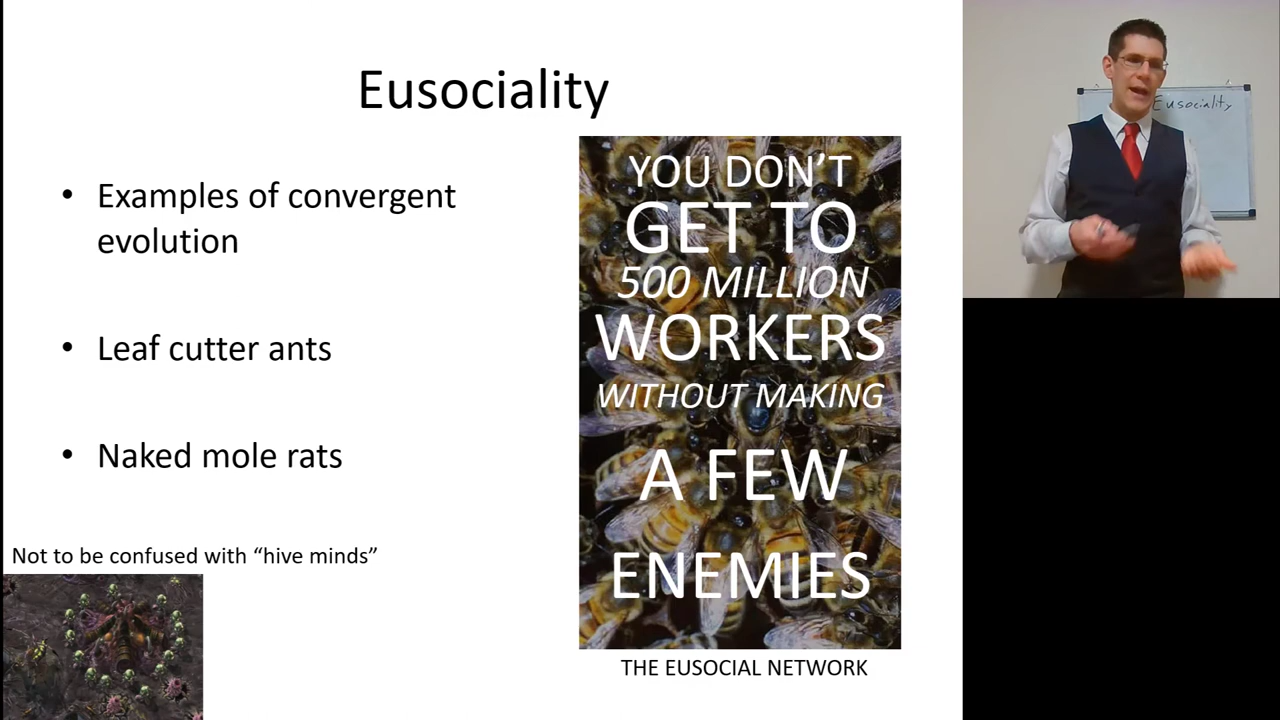 Eusociality
• Examples of convergent
evolution
• Leaf cutter ants
• Naked mole rats
Not to be confused with “hive minds”
YOU DON’T
GET TO
500 MILLION
WORKERS
WITHOUT MAKING
A FEW
ENEMIES
THE EUSOCIAL NETWORK
Eusociality